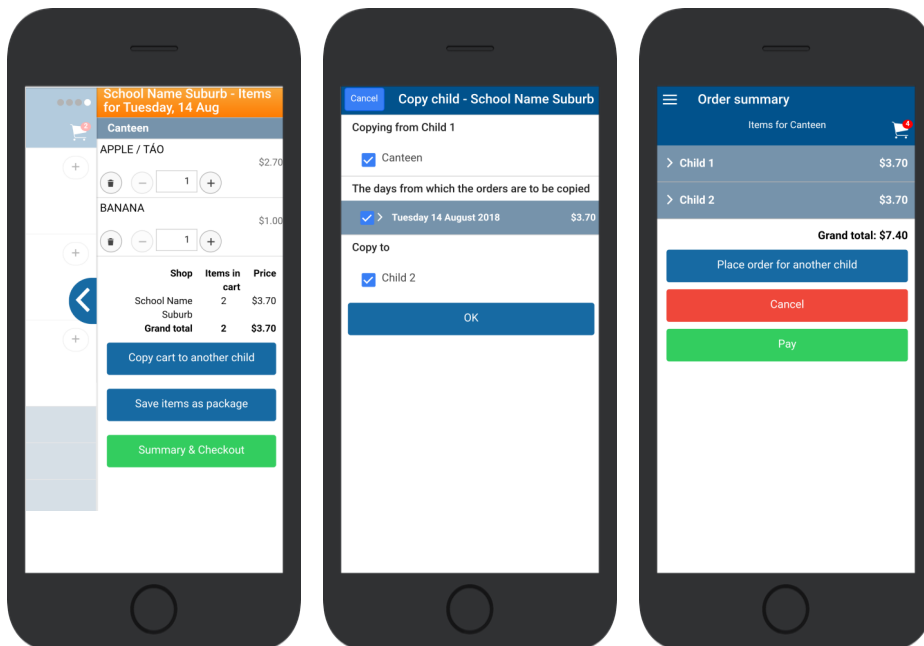 School Name Suburb - Items
for Tuesday, 14 Aug
Canteen
APPLE / TÁO
$2.70
1
BANANA
$1.00
1
Shop Items in Price
cart
School Name 2 $3.70
Suburb
Grand total 2 $3.70
Copy cart to another child
Save items as package
Summary & Checkout
Cancel Copy child - School Name Suburb
Copying from Child 1
Canteen
The days from which the orders are to be copied
Tuesday 14 August 2018 $3.70
Copy to
Child 2
OK
Order summary
Items for Canteen
4
Child 1 $3.70
Child 2 $3.70
Grand total: $7.40
Place order for another child
Cancel
Pay